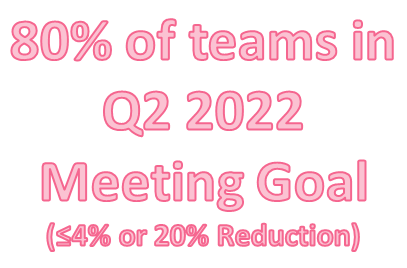 80% of teams in
Q2 2022
Meeting Goal
(≤4% or 20% Reduction)